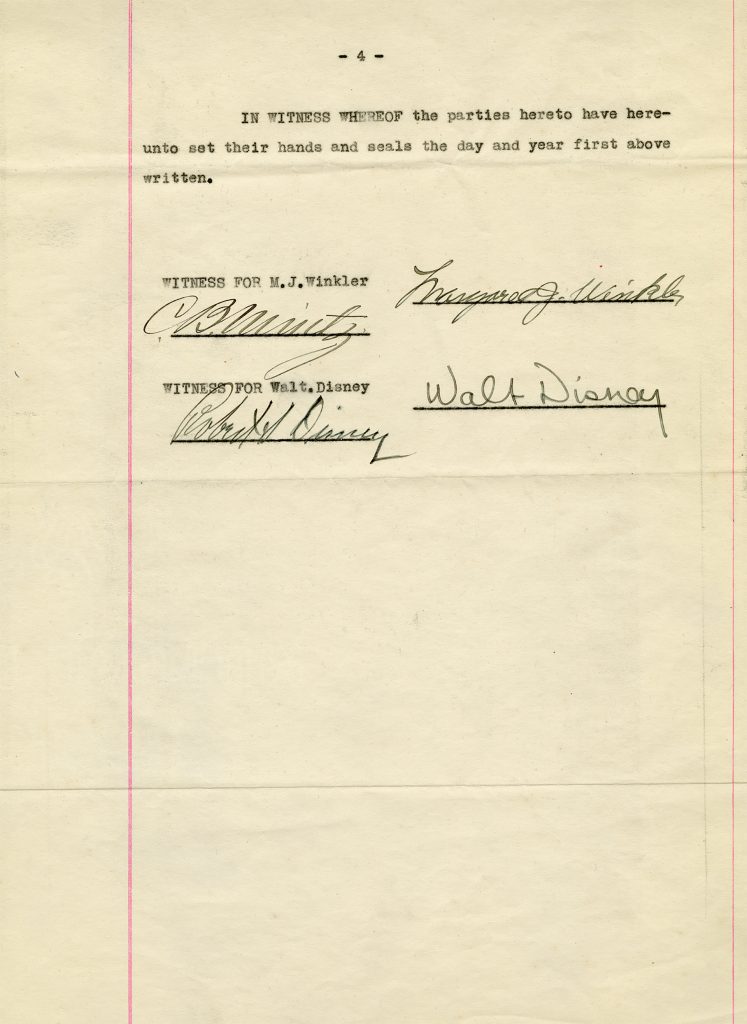 - 4 -
IN WITNESS WHEREOF the parties hereto have here-
unto set their hands and seals the day and year first above
written.
WITNESS FOR M.J.Winkler
Margaret J. Winkler
C.B. Mintz
WITNESS FOR Walt.Disney
Walt Disney
Robert S Disney